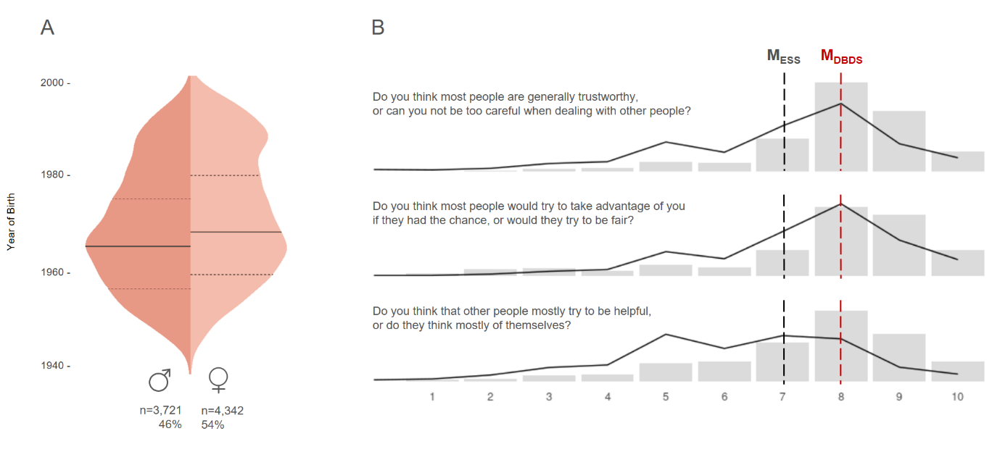 A
B
M_ESS M_DBDS
2000 -
1980 -
1960 -
1940 -
Year of Birth
n=3,721
46%
n=4,342
54%
Do you think most people are generally trustworthy,
or can you not be too careful when dealing with other people?
Do you think most people would try to take advantage of you
if they had the chance, or would they try to be fair?
Do you think that other people mostly try to be helpful,
or do they think mostly of themselves?
1 2 3 4 5 6 7 8 9 10